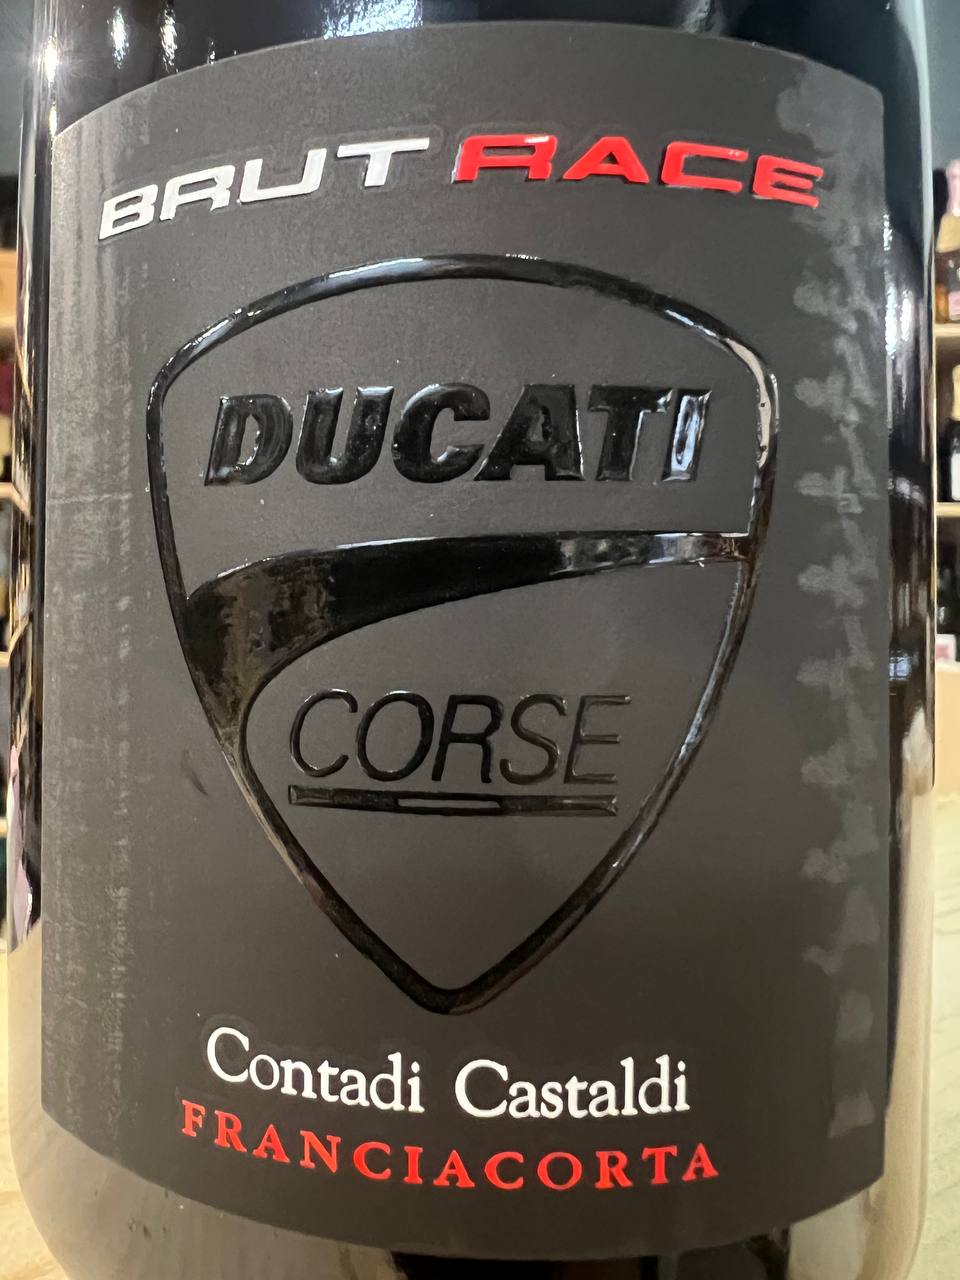 BRUT RACE
DUCATI
CORSE
Contadi Castaldi
FRANCIACORTA